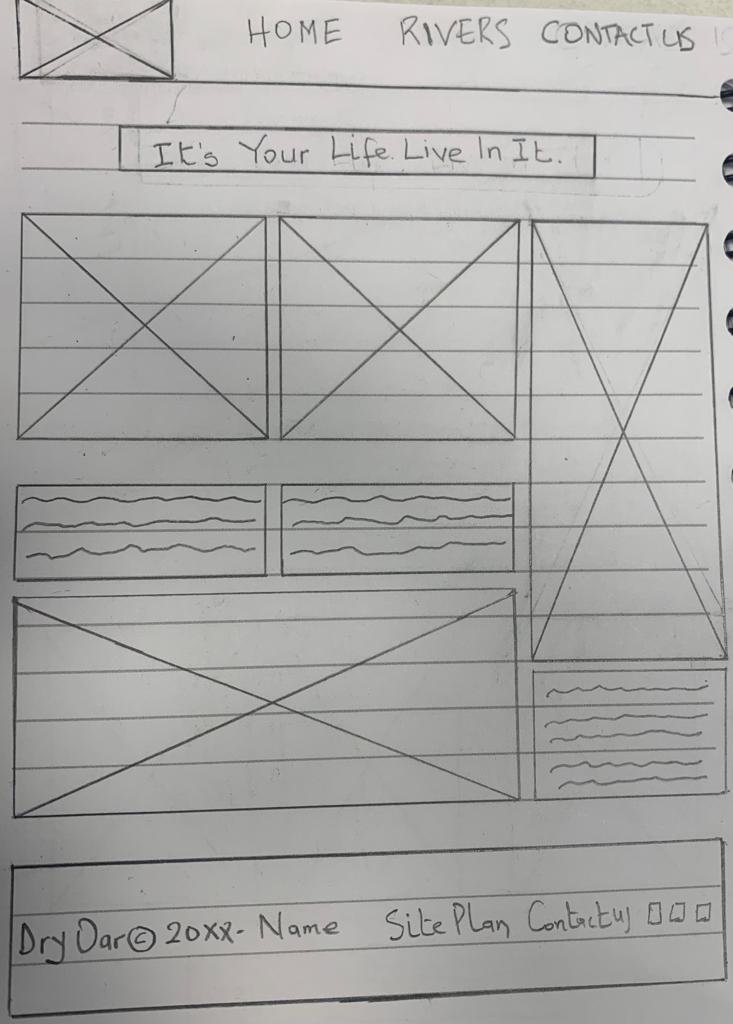 HOME RIVERS CONTACT US
It's Your Life. Live In It.
Dry Oar © 20XX - Name Site Plan Contact us